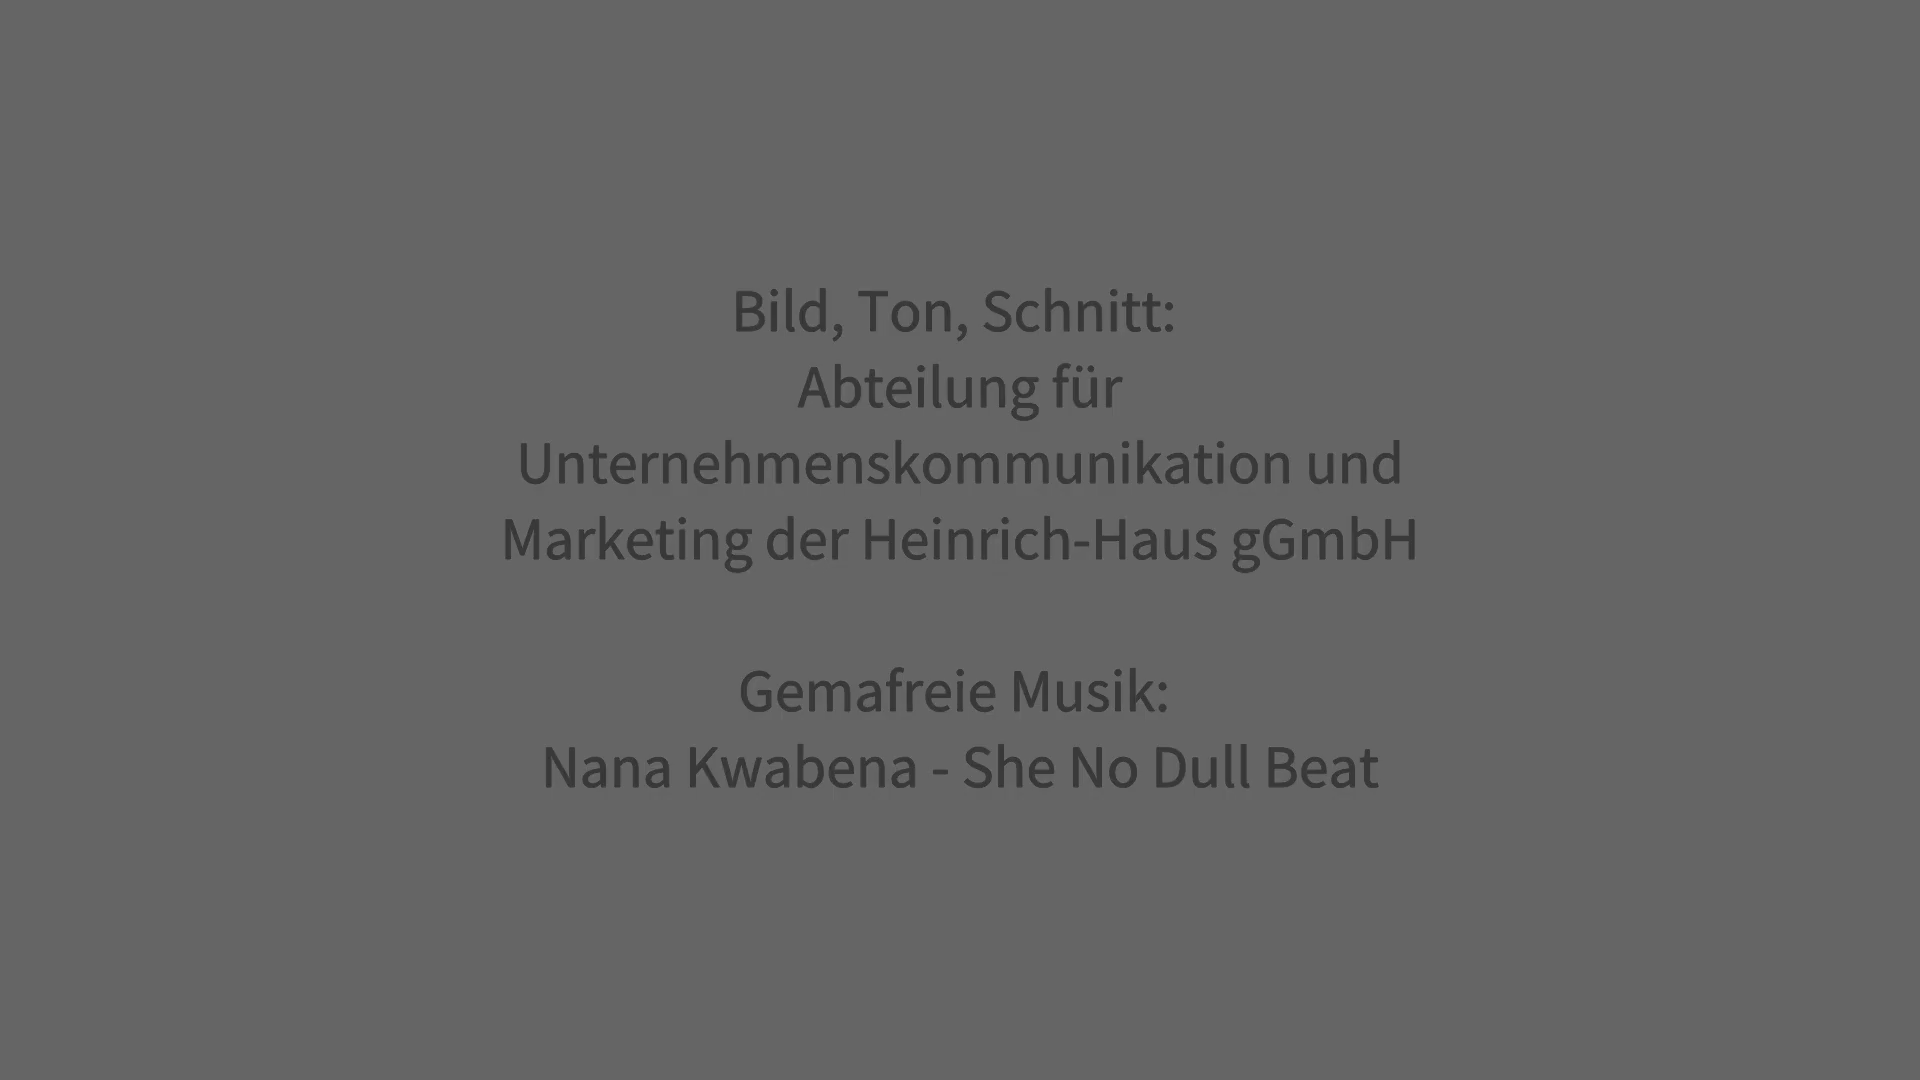 Bild, Ton, Schnitt:
Abteilung für
Unternehmenskommunikation und
Marketing der Heinrich-Haus gGmbH
Gemafreie Musik:
Nana Kwabena - She No Dull Beat